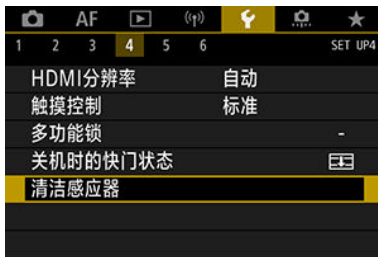 AF
1 2 3 4 5 6 SET UP4
HDMI分辨率 自动
触摸控制 标准
多功能锁 -
关机时的快门状态
清洁感应器